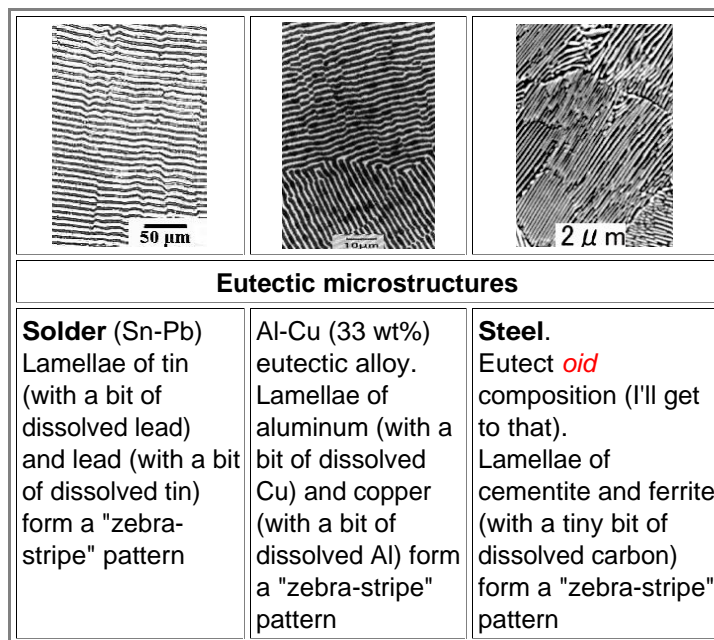 50 μm
10μm
2 μ m
Eutectic microstructures
Solder (Sn-Pb)
Lamellae of tin
(with a bit of
dissolved lead)
and lead (with a bit
of dissolved tin)
form a "zebra-
stripe" pattern
Al-Cu (33 wt%)
eutectic alloy.
Lamellae of
aluminum (with a
bit of dissolved
Cu) and copper
(with a bit of
dissolved Al) form
a "zebra-stripe"
pattern
Steel.
Eutect oid
composition (I'll get
to that).
Lamellae of
cementite and ferrite
(with a tiny bit of
dissolved carbon)
form a "zebra-stripe"
pattern